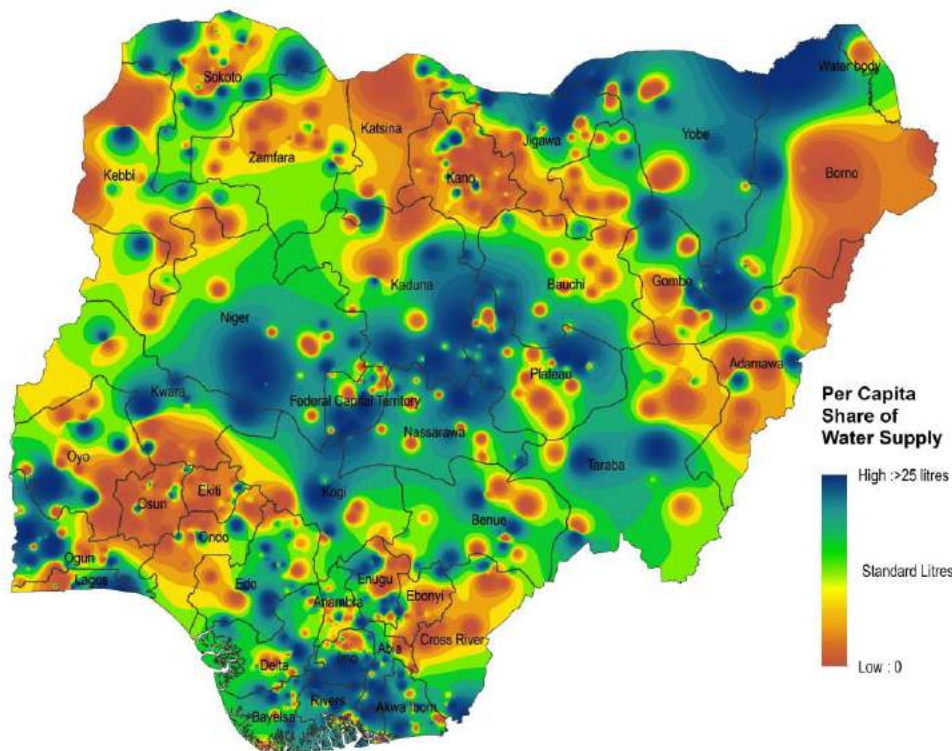 Water body
Sokoto
Katsina
Jigawa
Yobe
Zamfara
Kebbi
Kano
Borno
Kaduna
Bauchi
Gombe
Niger
Adamawa
Plateau
Kwara
Federal Capital Territory
Nassarawa
Taraba
Oyo
Osun
Ekiti
Kogi
Benue
Ondo
Ogun
Lagos
Edo
Enugu
Anambra
Ebonyi
Cross River
Imo
Abia
Delta
Rivers
Akwa Ibom
Bayelsa
Per Capita
Share of
Water Supply
High :>25 litres
Standard Litres
Low : 0